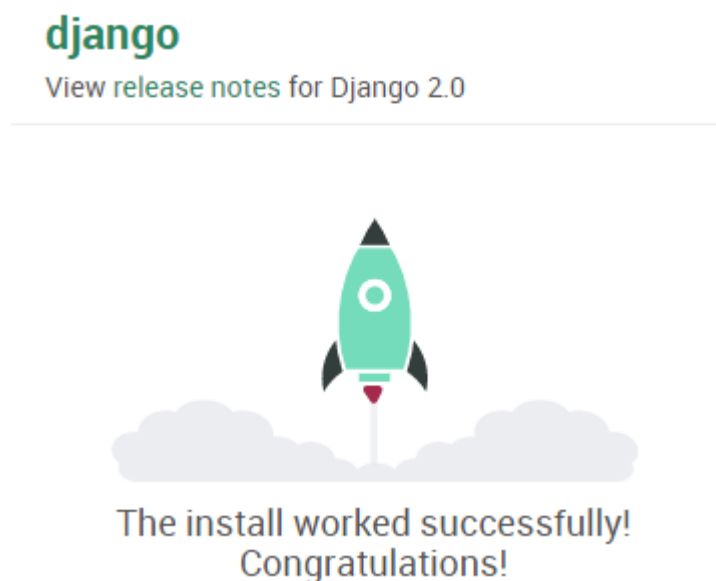 django
View release notes for Django 2.0
The install worked successfully!
Congratulations!